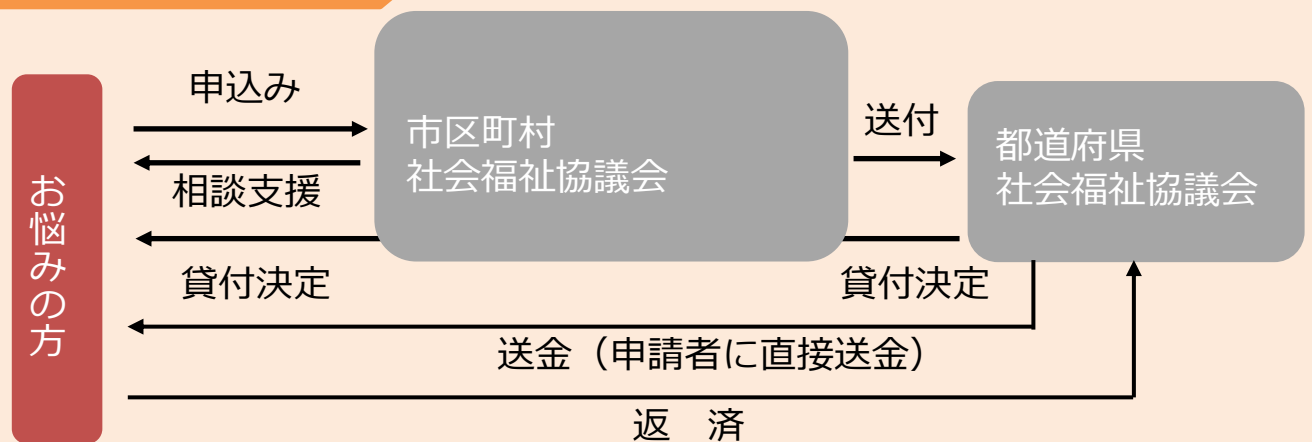 申込み
市区町村
社会福祉協議会
送付
都道府県
社会福祉協議会
お悩みの方
相談支援
貸付決定
貸付決定
送金（申請者に直接送金）
返　済